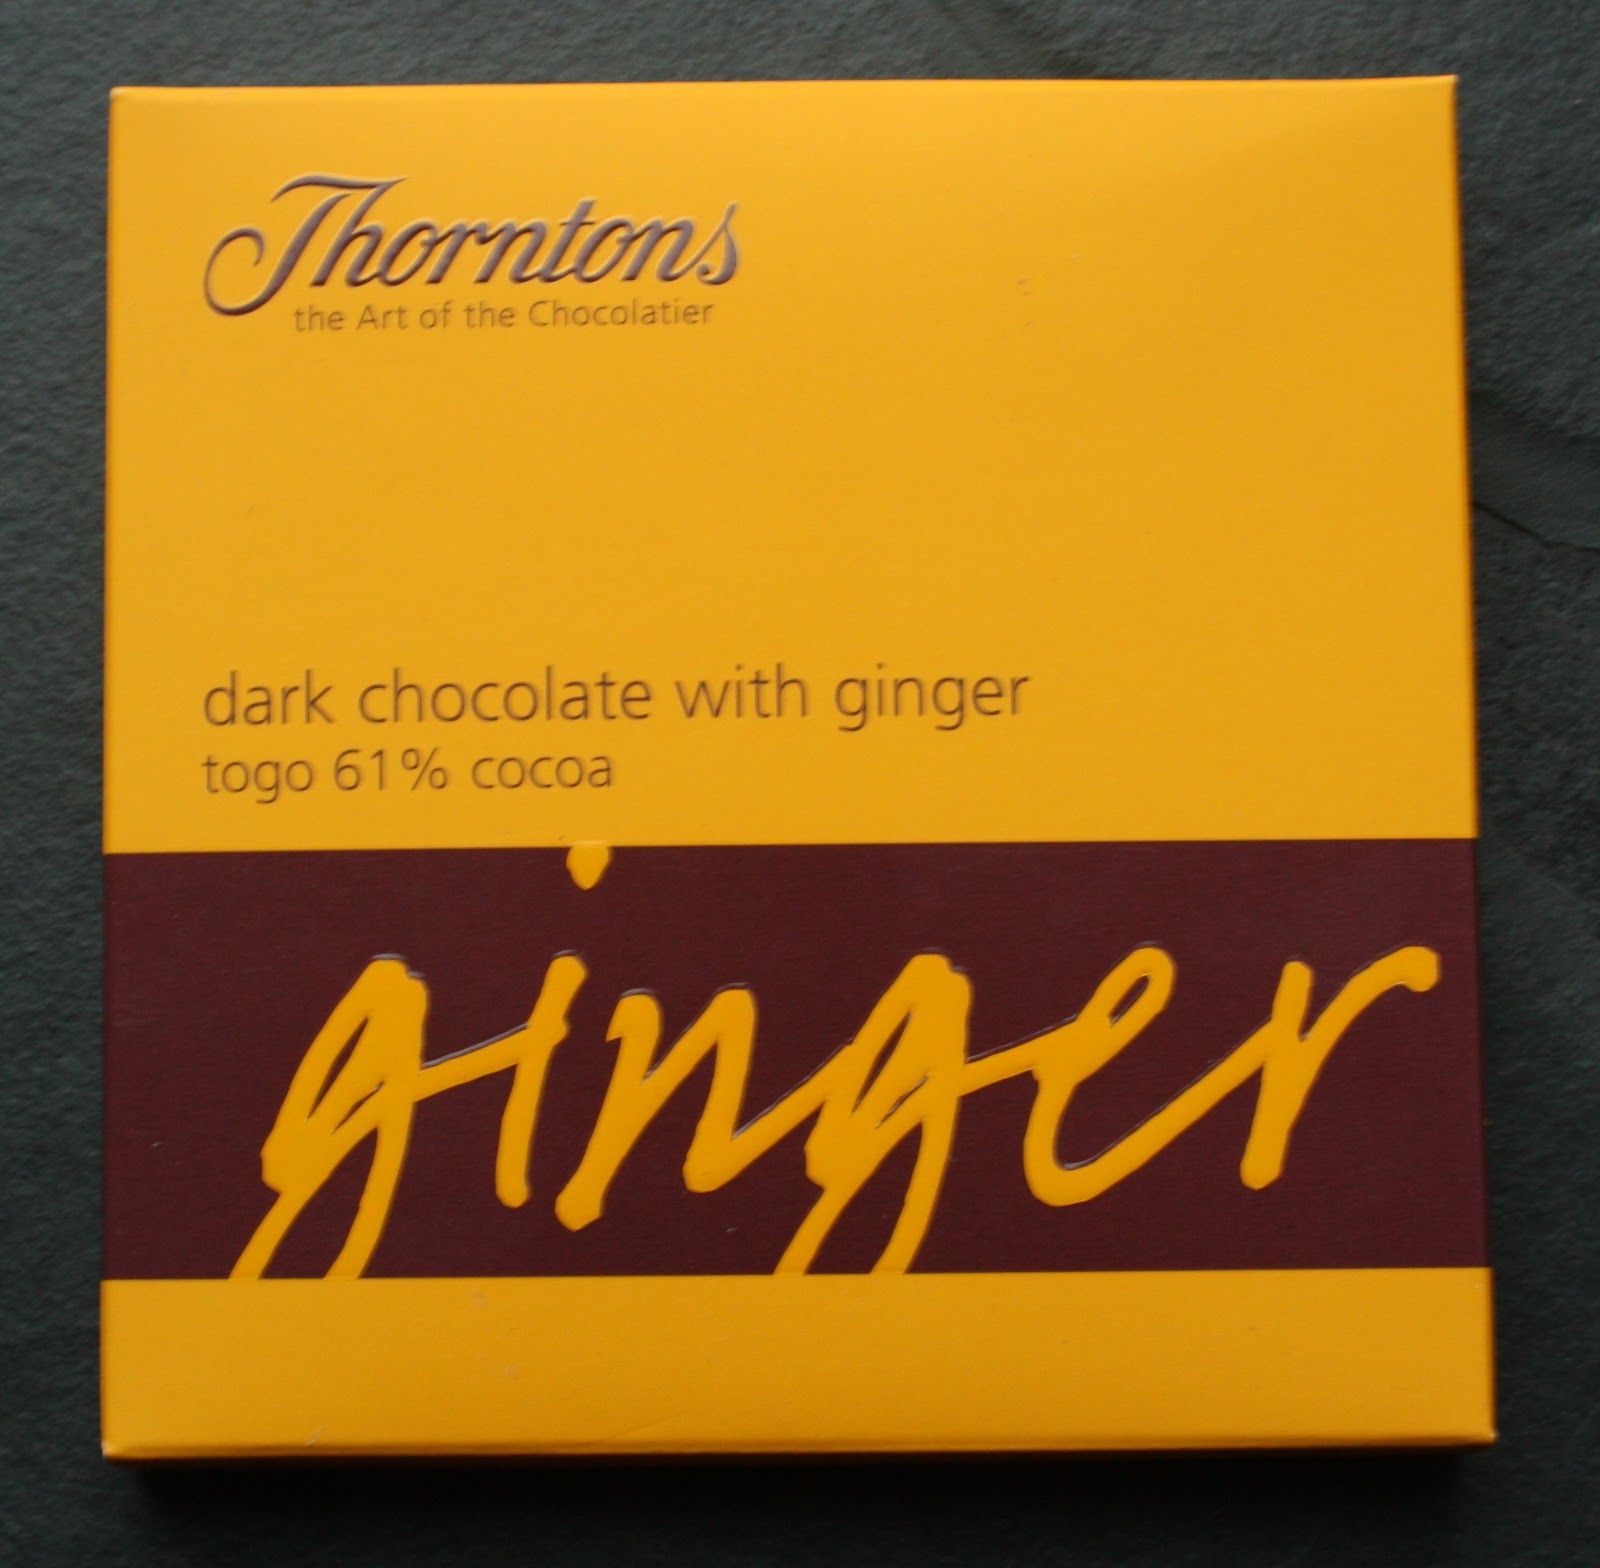 Thorntons
the Art of the Chocolatier
dark chocolate with ginger
togo 61% cocoa
ginger